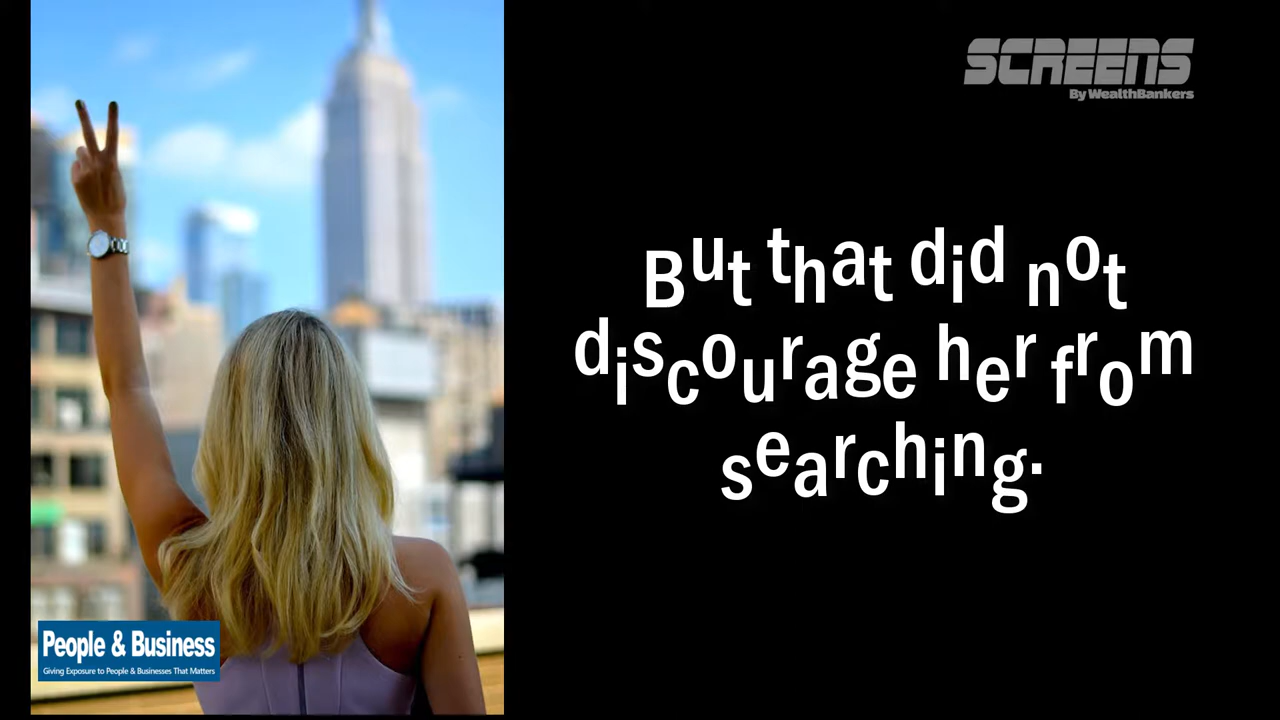 SCREENS
By WealthBankers
But that did not
discourage her from
searching.
People & Business
Giving Exposure to People & Businesses That Matters